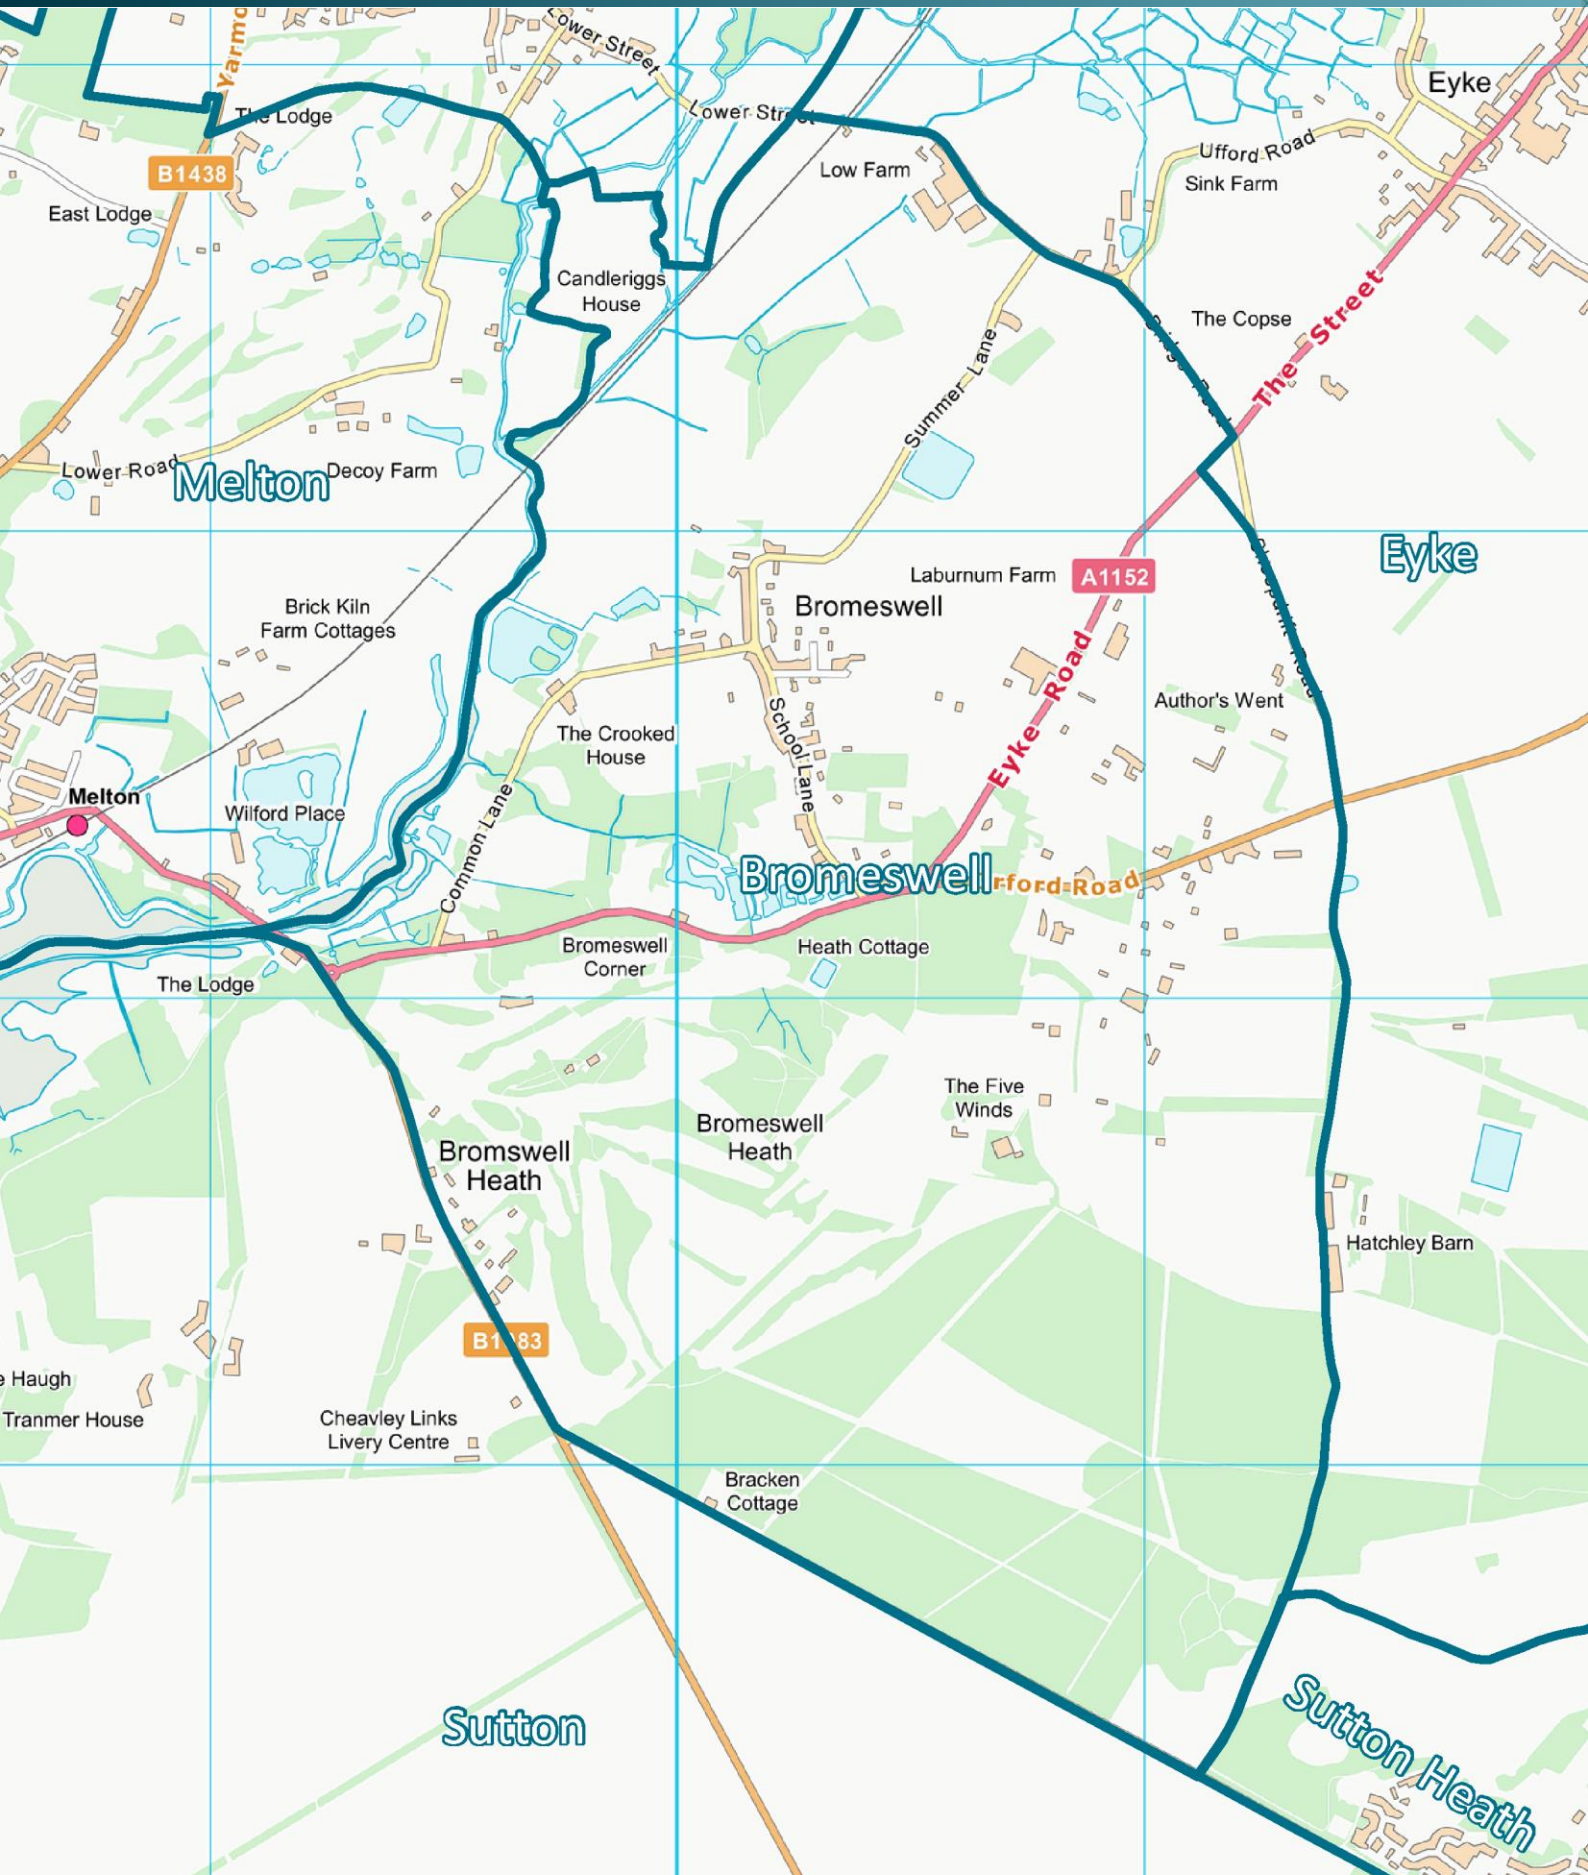 Lower Street
Eyke
The Lodge
Lower Street
Ufford Road
B1438
Low Farm
Sink Farm
East Lodge
Candleriggs
House
The Copse
The Street
Summer Lane
Lower Road
Melton
Decoy Farm
Eyke
Laburnum Farm
A1152
Brick Kiln
Farm Cottages
Bromeswell
Eyke Road
Author's Went
The Crooked
House
School Lane
Melton
Wilford Place
Common Lane
Bromeswell
rford Road
Bromeswell
Corner
Heath Cottage
The Lodge
The Five
Winds
Bromeswell
Heath
Bromswell
Heath
Hatchley Barn
e Haugh
Tranmer House
Cheavley Links
Livery Centre
Bracken
Cottage
Sutton
Sutton Heath